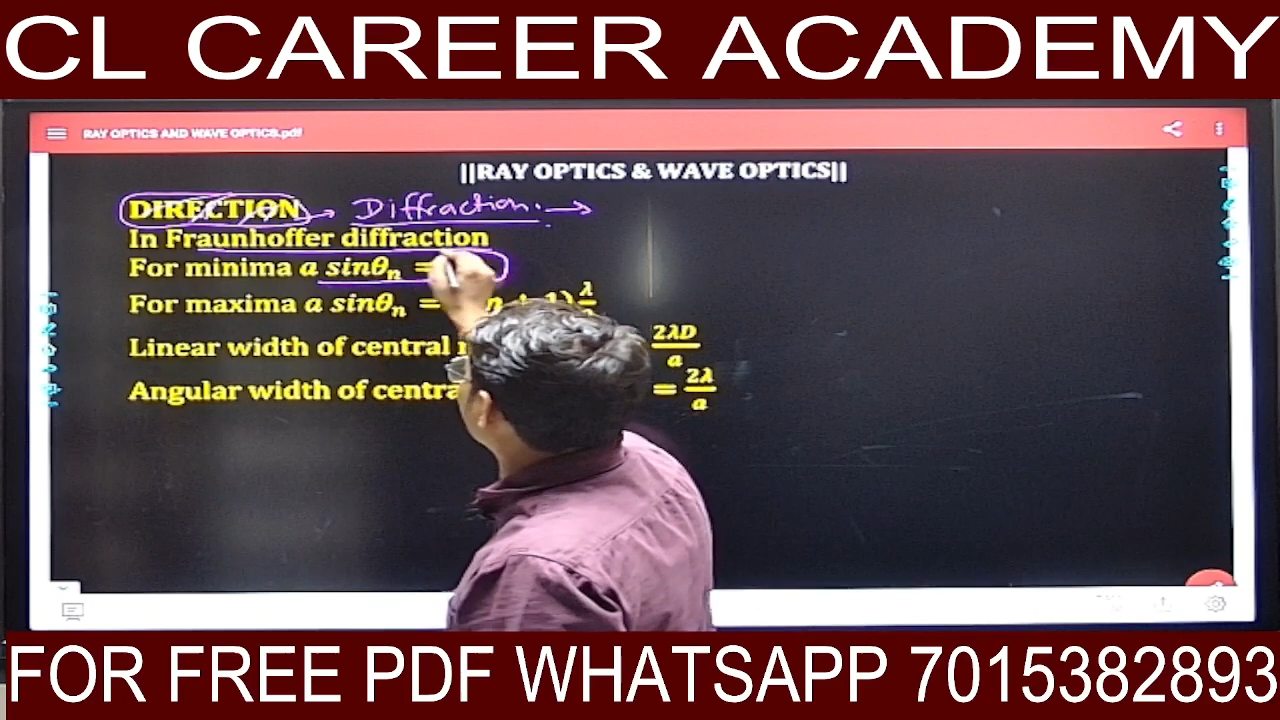 CL CAREER ACADEMY
RAY OPTICS AND WAVE OPTICS.pdf
||RAY OPTICS & WAVE OPTICS||
DIRECTION → Diffraction. →
In Fraunhoffer diffraction
For minima a sinθₙ =
For maxima a sinθₙ = n + 1) λ
Linear width of central 2λD/a
Angular width of centra = 2λ/a
FOR FREE PDF WHATSAPP 7015382893